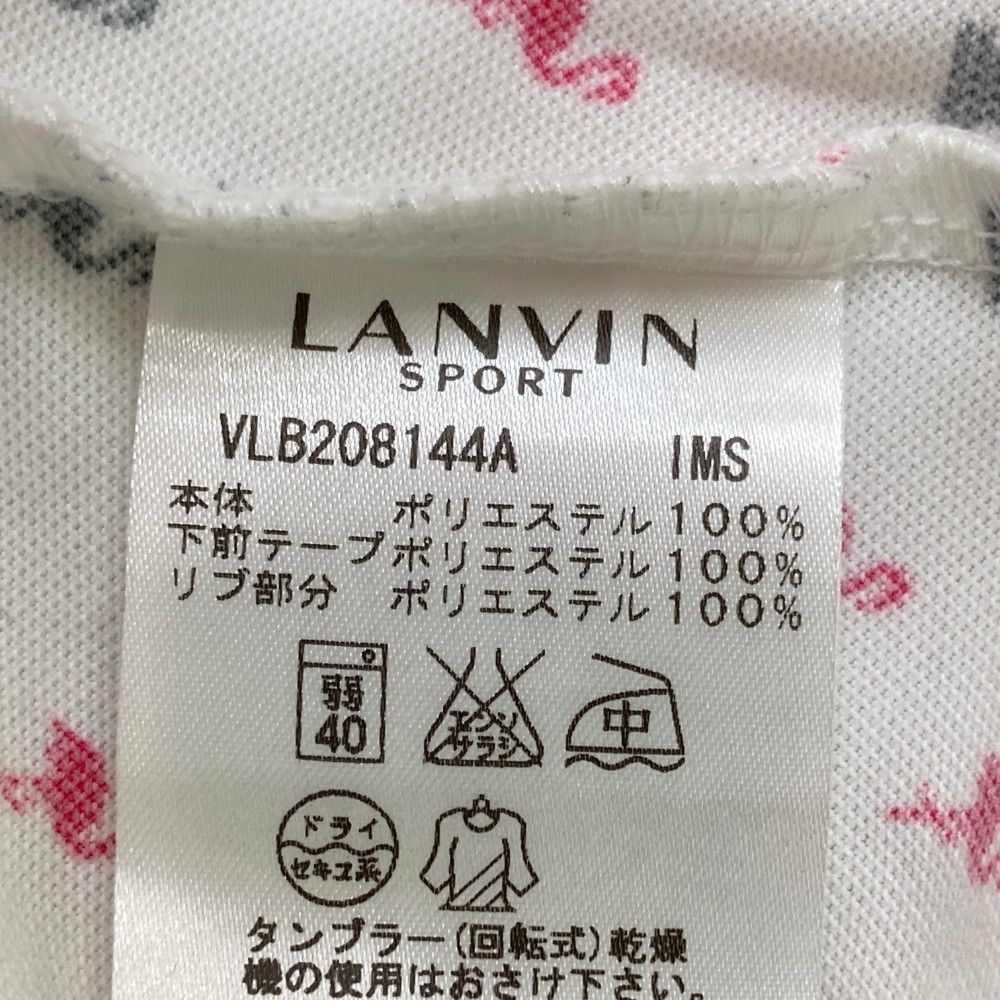 LANVIN
SPORT
VLB208144A IMS
本体 ポリエステル100%
下前テープポリエステル100%
リブ部分 ポリエステル100%
弱
40
エンソ
サラシ
中
ドライ
セキユ系
タンブラー(回転式)乾燥
機の使用はおさけ下さい。